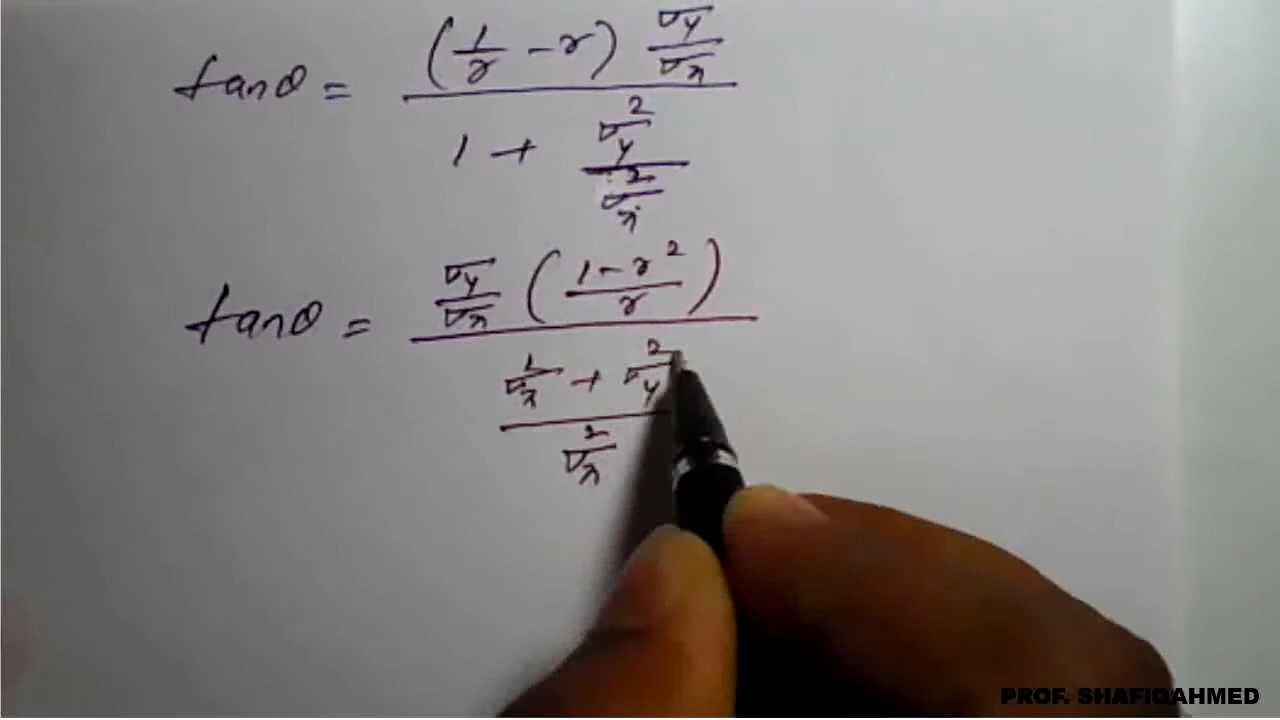 tanθ = (1/r - r) σy/σx
1 + σy²/σx²
tanθ = σy/σx (1-r²/r)
σx² + σy²
σx²
PROF. SHAFIQAHMED